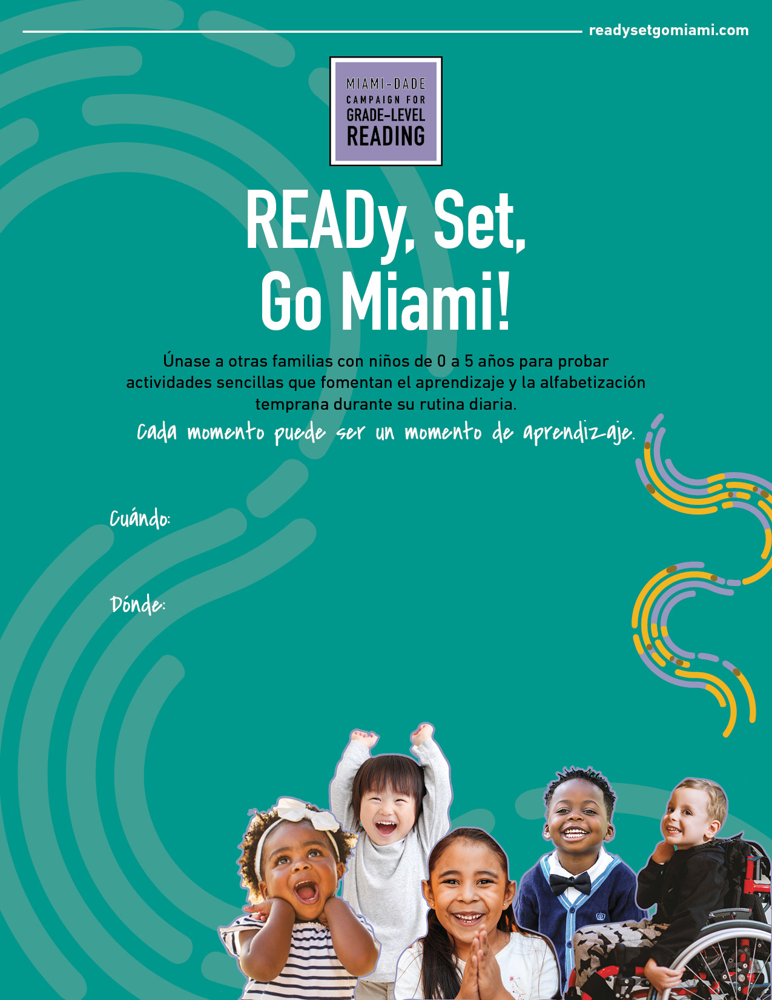 readysetgomiami.com
MIAMI-DADE
CAMPAIGN FOR
GRADE-LEVEL
READING
READy, Set,
Go Miami!
Únase a otras familias con niños de 0 a 5 años para probar
actividades sencillas que fomentan el aprendizaje y la alfabetización
temprana durante su rutina diaria.
Cada momento puede ser un momento de aprendizaje.
Cuándo:
Dónde: